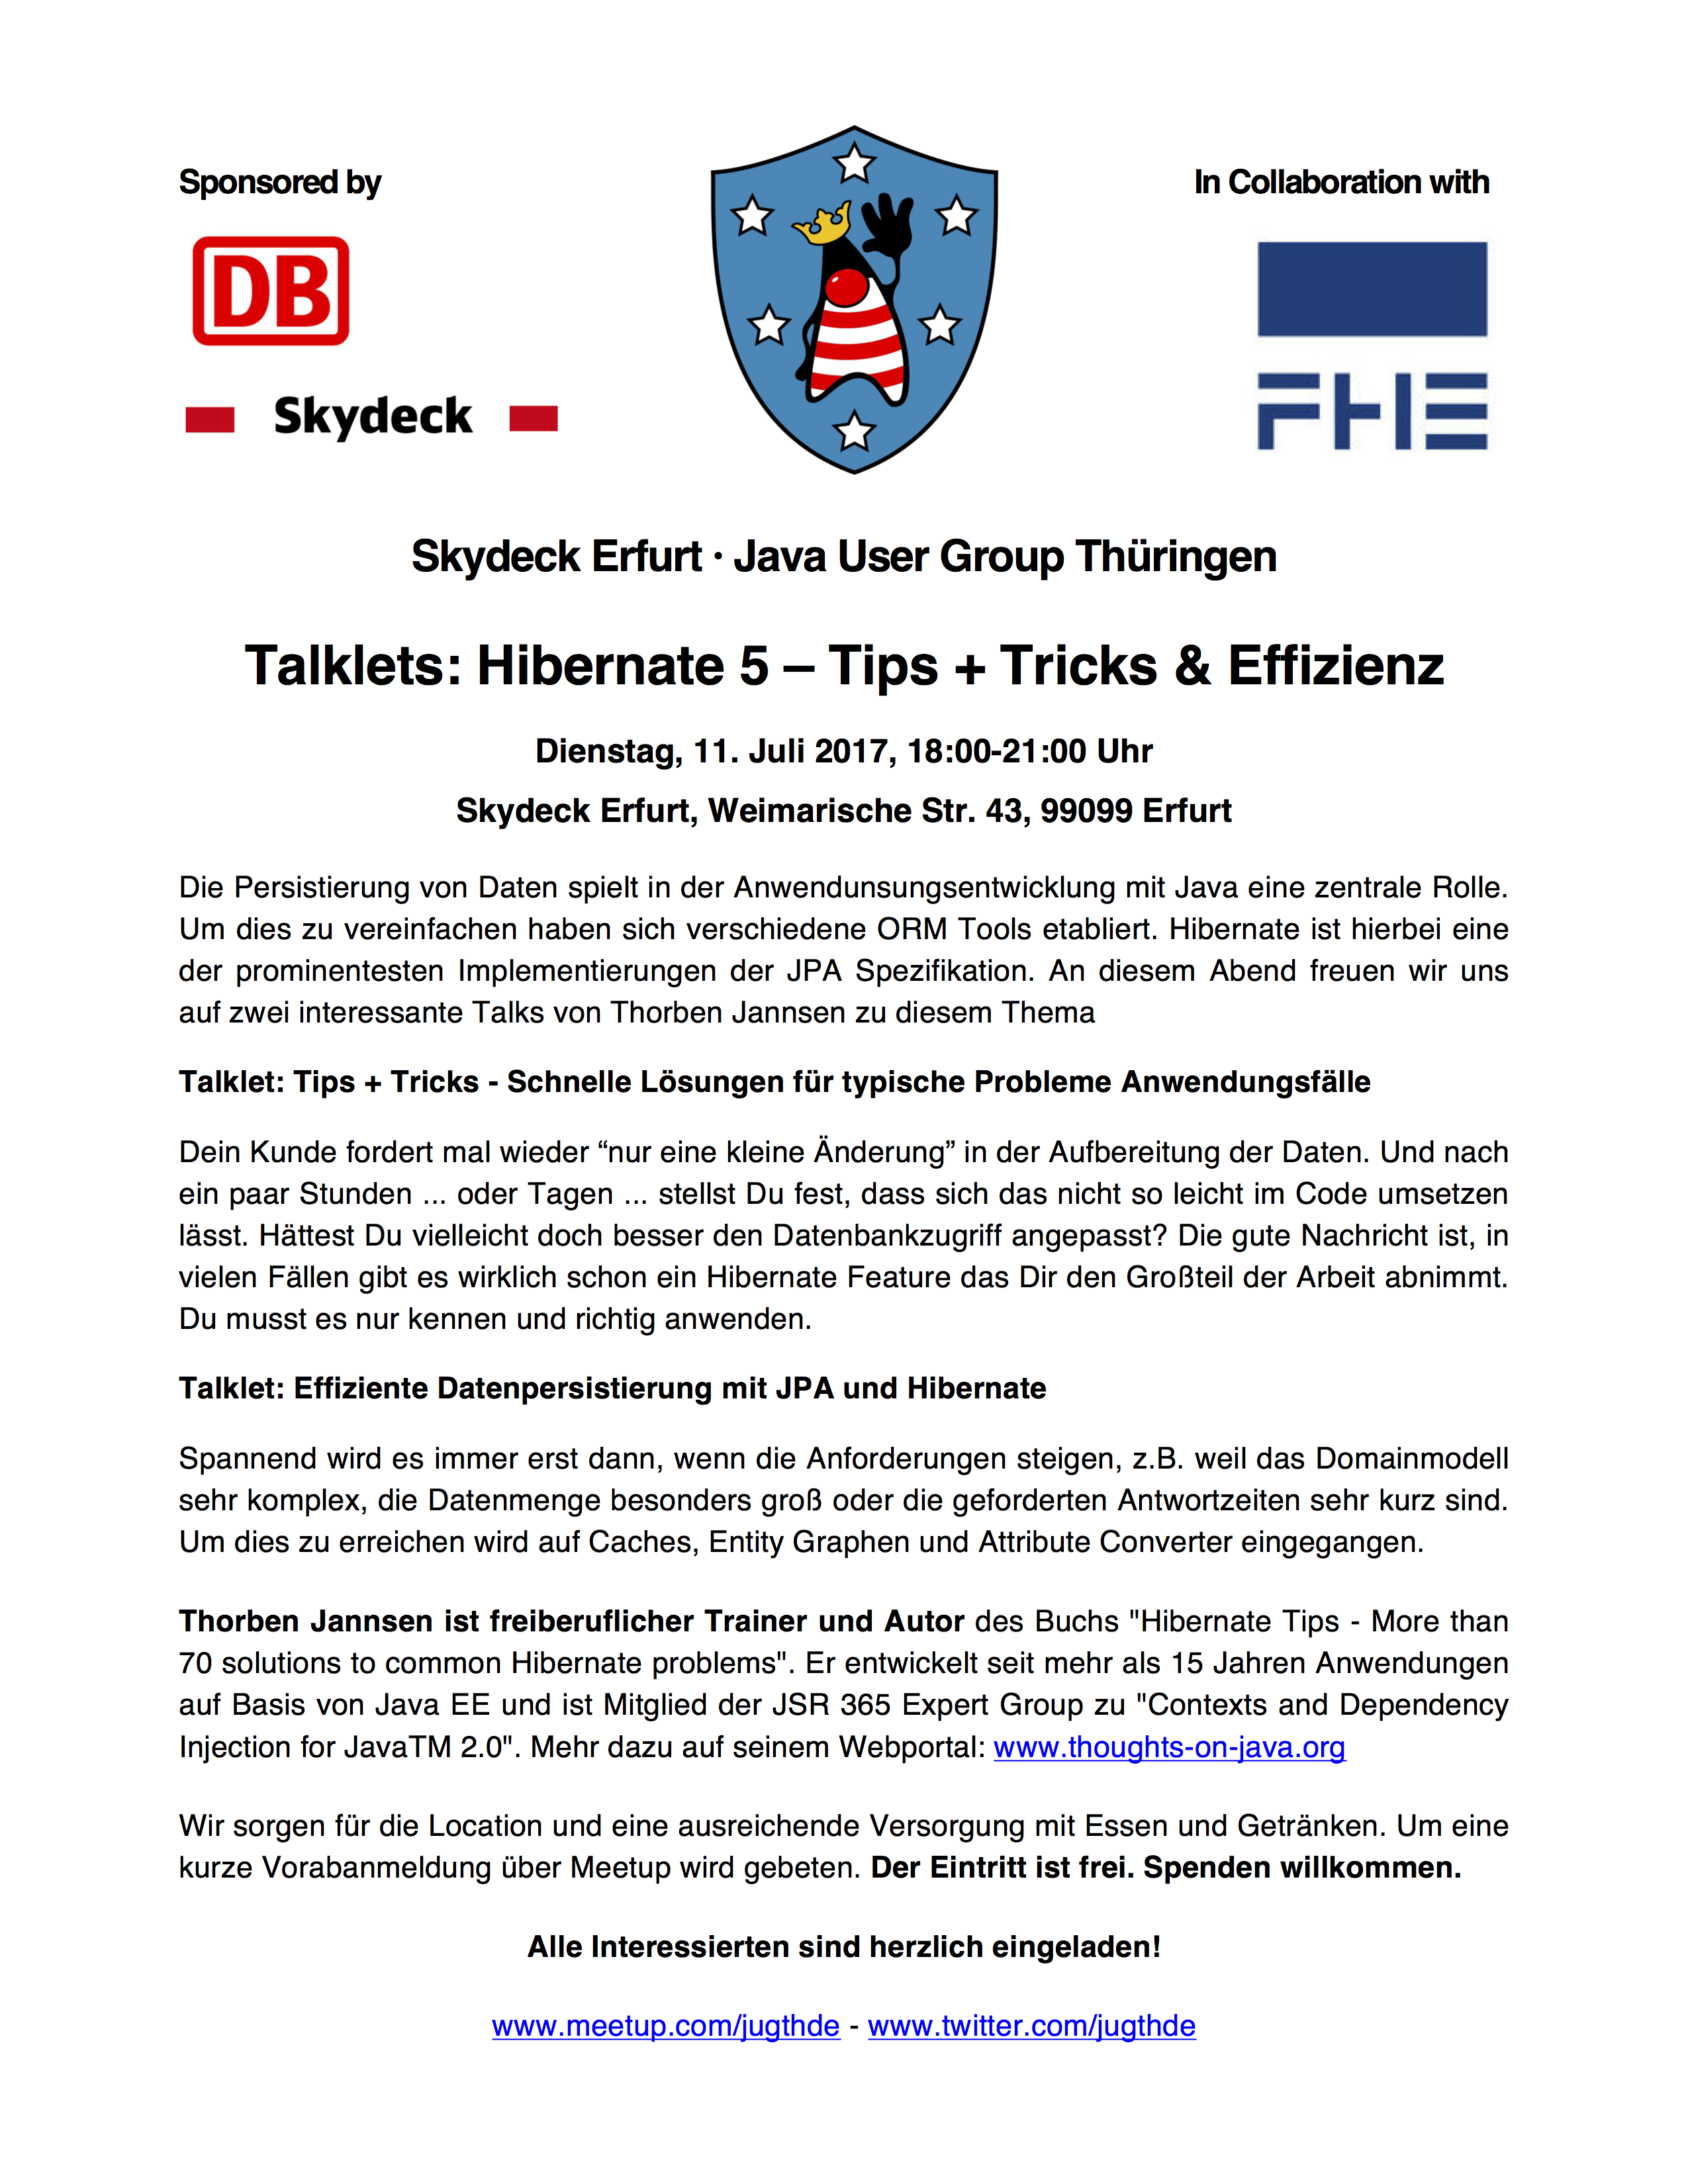 Sponsored by
In Collaboration with
DB
Skydeck
FHE
Skydeck Erfurt · Java User Group Thüringen
Talklets: Hibernate 5 – Tips + Tricks & Effizienz
Dienstag, 11. Juli 2017, 18:00-21:00 Uhr
Skydeck Erfurt, Weimarische Str. 43, 99099 Erfurt
Die Persistierung von Daten spielt in der Anwendunsungsentwicklung mit Java eine zentrale Rolle.
Um dies zu vereinfachen haben sich verschiedene ORM Tools etabliert. Hibernate ist hierbei eine
der prominentesten Implementierungen der JPA Spezifikation. An diesem Abend freuen wir uns
auf zwei interessante Talks von Thorben Jannsen zu diesem Thema
Talklet: Tips + Tricks - Schnelle Lösungen für typische Probleme Anwendungsfälle
Dein Kunde fordert mal wieder “nur eine kleine Änderung” in der Aufbereitung der Daten. Und nach
ein paar Stunden ... oder Tagen ... stellst Du fest, dass sich das nicht so leicht im Code umsetzen
lässt. Hättest Du vielleicht doch besser den Datenbankzugriff angepasst? Die gute Nachricht ist, in
vielen Fällen gibt es wirklich schon ein Hibernate Feature das Dir den Großteil der Arbeit abnimmt.
Du musst es nur kennen und richtig anwenden.
Talklet: Effiziente Datenpersistierung mit JPA und Hibernate
Spannend wird es immer erst dann, wenn die Anforderungen steigen, z.B. weil das Domainmodell
sehr komplex, die Datenmenge besonders groß oder die geforderten Antwortzeiten sehr kurz sind.
Um dies zu erreichen wird auf Caches, Entity Graphen und Attribute Converter eingegangen.
Thorben Jannsen ist freiberuflicher Trainer und Autor des Buchs "Hibernate Tips - More than
70 solutions to common Hibernate problems". Er entwickelt seit mehr als 15 Jahren Anwendungen
auf Basis von Java EE und ist Mitglied der JSR 365 Expert Group zu "Contexts and Dependency
Injection for JavaTM 2.0". Mehr dazu auf seinem Webportal: www.thoughts-on-java.org
Wir sorgen für die Location und eine ausreichende Versorgung mit Essen und Getränken. Um eine
kurze Vorabanmeldung über Meetup wird gebeten. Der Eintritt ist frei. Spenden willkommen.
Alle Interessierten sind herzlich eingeladen!
www.meetup.com/jugthde - www.twitter.com/jugthde